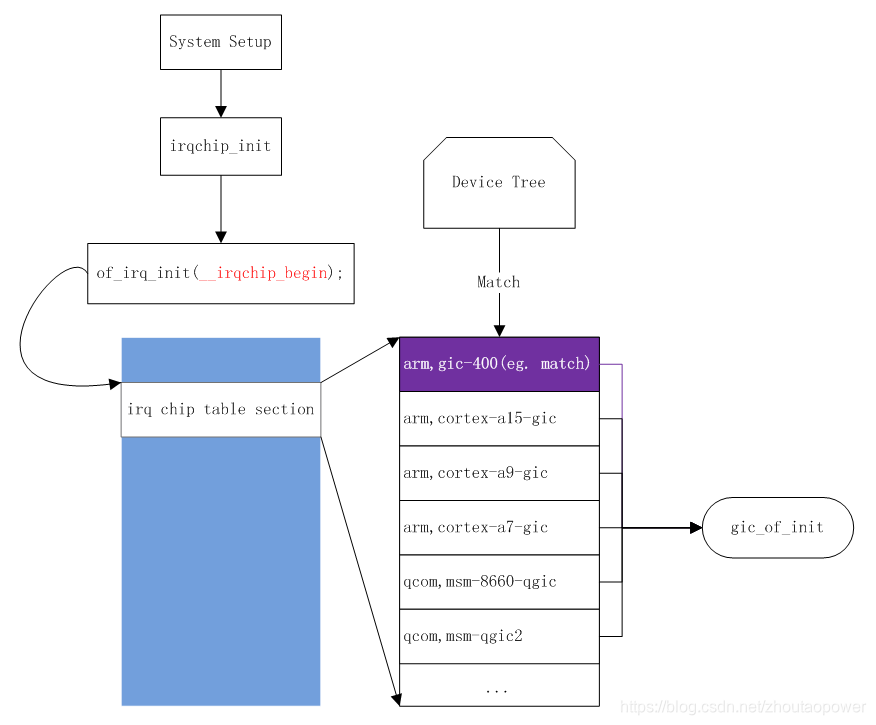 System Setup
irqchip_init
Device Tree
of_irq_init(__irqchip_begin);
Match
arm,gic-400(eg. match)
irq chip table section
arm,cortex-a15-gic
arm,cortex-a9-gic
arm,cortex-a7-gic
gic_of_init
qcom,msm-8660-qgic
qcom,msm-qgic2
...
https://blog.csdn.net/zhoutaopower